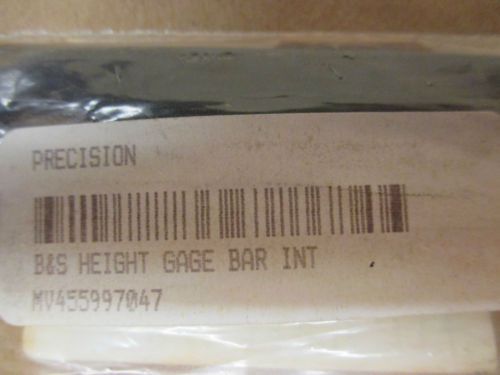 PRECISION
B&S HEIGHT GAGE BAR INT
MV455997047